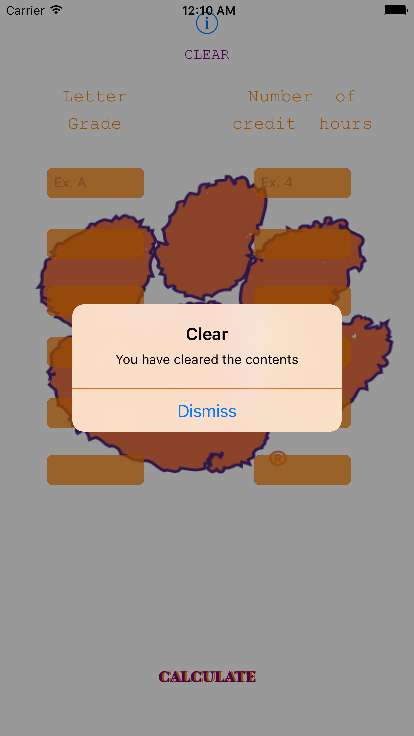 Carrier 12:10 AM
CLEAR
Letter Grade
Number of credit hours
Ex. A
Ex. 4
Clear
You have cleared the contents
Dismiss
®
CALCULATE